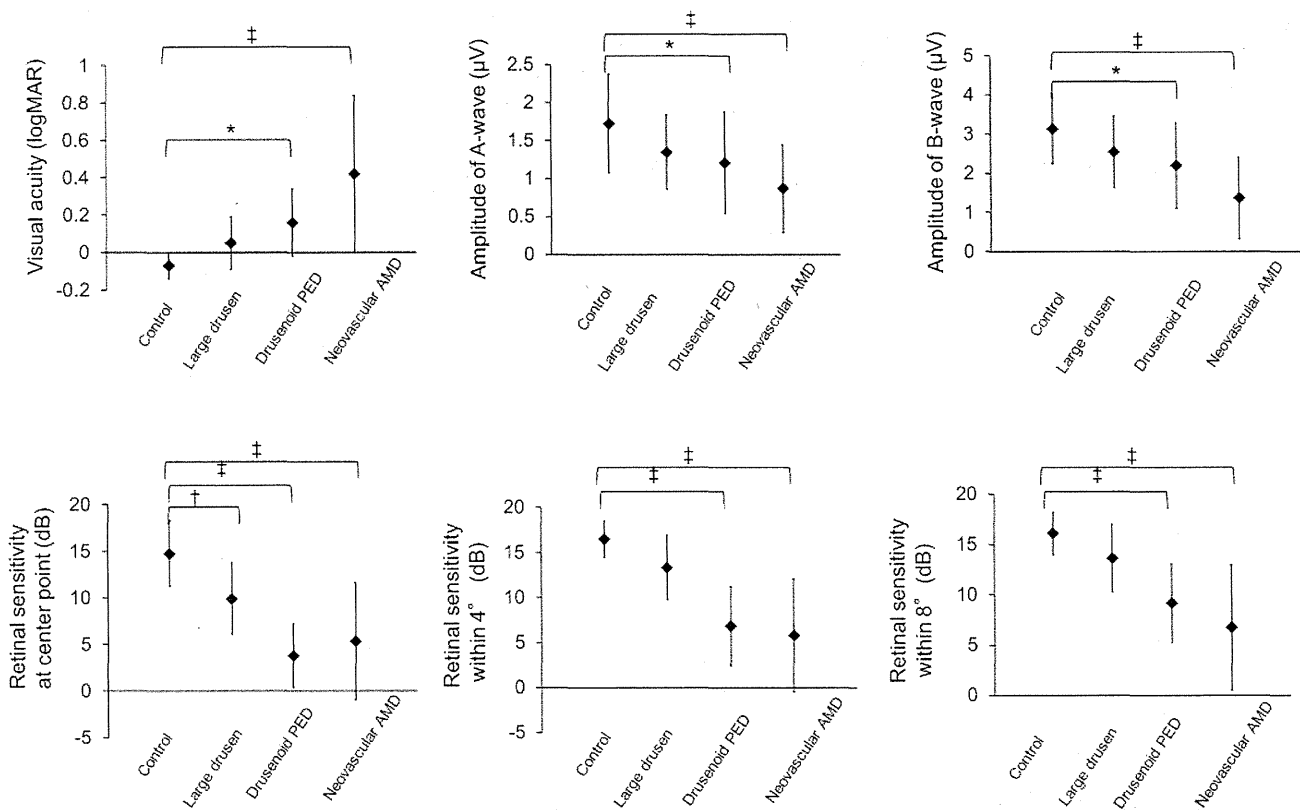 ‡
*
Visual acuity (logMAR)
1
0.8
0.6
0.4
0.2
0
-0.2
Control
Large drusen
Drusenoid PED
Neovascular AMD
‡
*
Amplitude of A-wave (μV)
2.5
2
1.5
1
0.5
0
Control
Large drusen
Drusenoid PED
Neovascular AMD
‡
*
Amplitude of B-wave (μV)
5
4
3
2
1
0
Control
Large drusen
Drusenoid PED
Neovascular AMD
‡
‡
†
Retinal sensitivity
at center point (dB)
20
15
10
5
0
-5
Control
Large drusen
Drusenoid PED
Neovascular AMD
‡
‡
Retinal sensitivity
within 4° (dB)
20
15
10
5
0
-5
Control
Large drusen
Drusenoid PED
Neovascular AMD
‡
‡
Retinal sensitivity
within 8° (dB)
20
15
10
5
0
Control
Large drusen
Drusenoid PED
Neovascular AMD